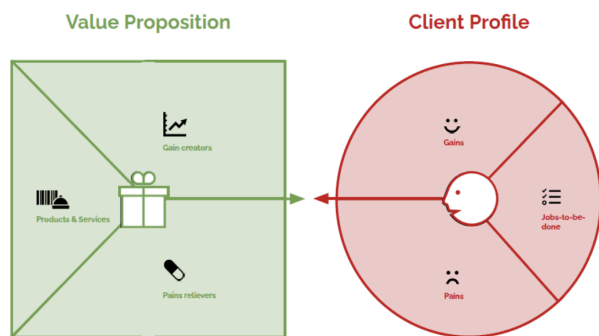 Value Proposition
Client Profile
Gain creators
Products & Services
Pains relievers
Gains
Jobs-to-be-
done
Pains